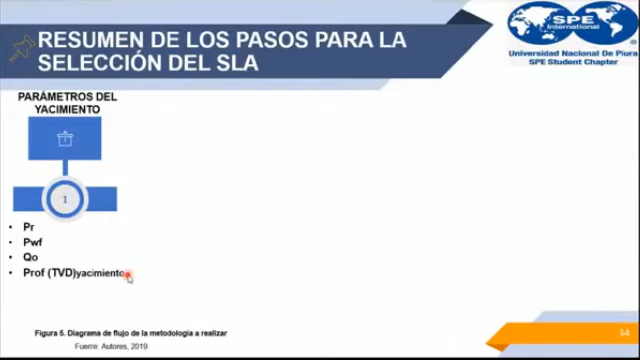 RESUMEN DE LOS PASOS PARA LA
SELECCIÓN DEL SLA
SPE
International
Universidad Nacional De Piura
SPE Student Chapter
PARÁMETROS DEL
YACIMIENTO
1
• Pr
• Pwf
• Qo
• Prof (TVD)yacimiento
Figura 5. Diagrama de flujo de la metodología a realizar
Fuente: Autores, 2019
34